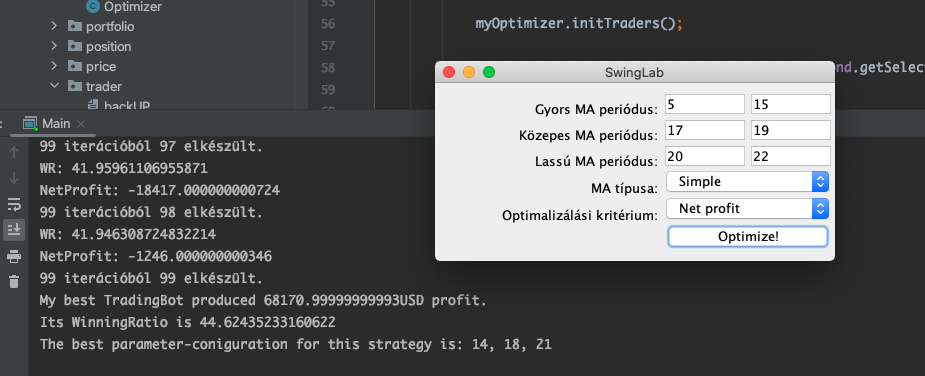 Optimizer
portfolio
position
price
trader
backUP
55
56
57
58
59
myOptimizer.initTraders();
nd.getSelec
Main
99 iterációból 97 elkészült.
WR: 41.95961106955871
NetProfit: -18417.000000000724
99 iterációból 98 elkészült.
WR: 41.946308724832214
NetProfit: -1246.000000000346
99 iterációból 99 elkészült.
My best TradingBot produced 68170.99999999993USD profit.
Its WinningRatio is 44.62435233160622
The best parameter-coniguration for this strategy is: 14, 18, 21
SwingLab
Gyors MA periódus: 5 15
Közepes MA periódus: 17 19
Lassú MA periódus: 20 22
MA típusa: Simple
Optimalizálási kritérium: Net profit
Optimize!